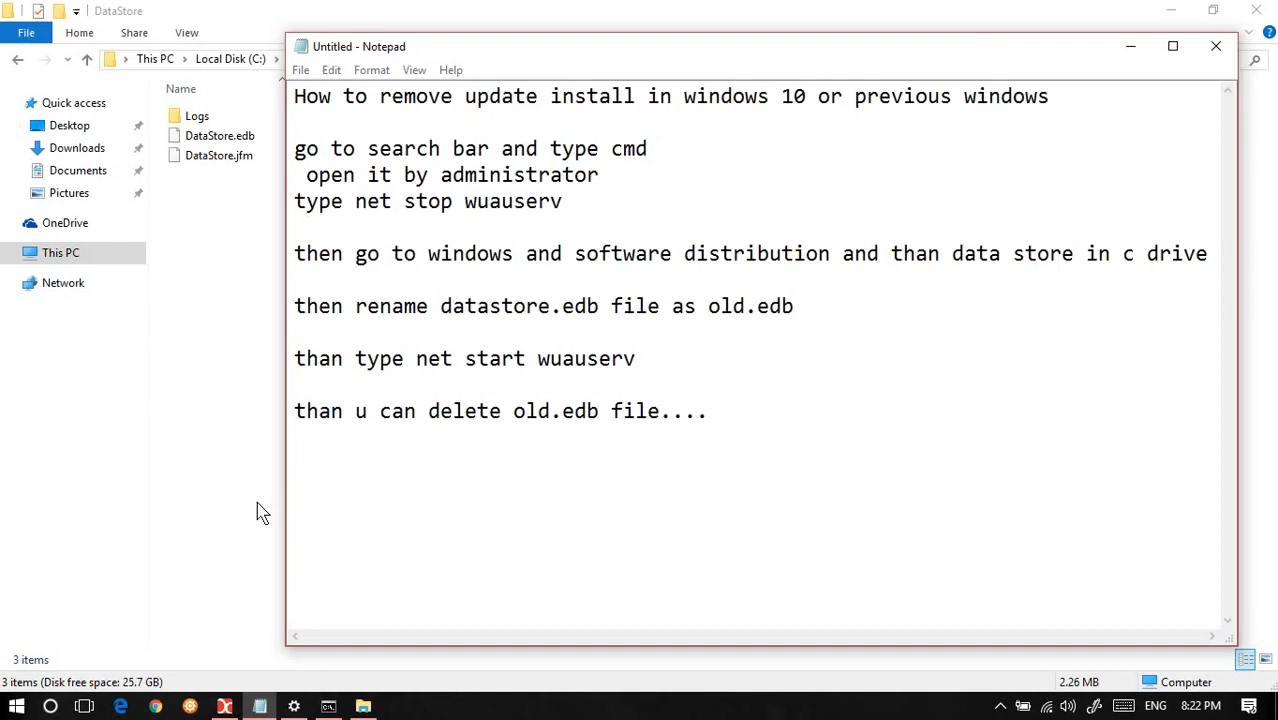 DataStore
File Home Share View
This PC Local Disk (C:)
Untitled - Notepad
File Edit Format View Help
Name
Quick access
Desktop
Downloads
Documents
Pictures
OneDrive
This PC
Network
Logs
DataStore.edb
DataStore.jfm
How to remove update install in windows 10 or previous windows
go to search bar and type cmd
open it by administrator
type net stop wuauserv
then go to windows and software distribution and than data store in c drive
then rename datastore.edb file as old.edb
than type net start wuauserv
than u can delete old.edb file....
3 items
3 items (Disk free space: 25.7 GB) 2.26 MB Computer
ENG 8:22 PM